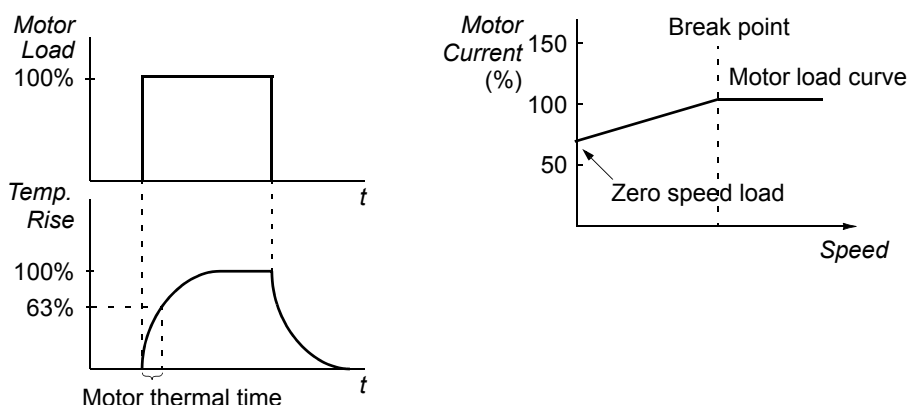 Motor
Load
100%
t
Temp.
Rise
100%
63%
t
Motor thermal time
Motor
Current
(%)
150
100
50
Break point
Motor load curve
Zero speed load
Speed